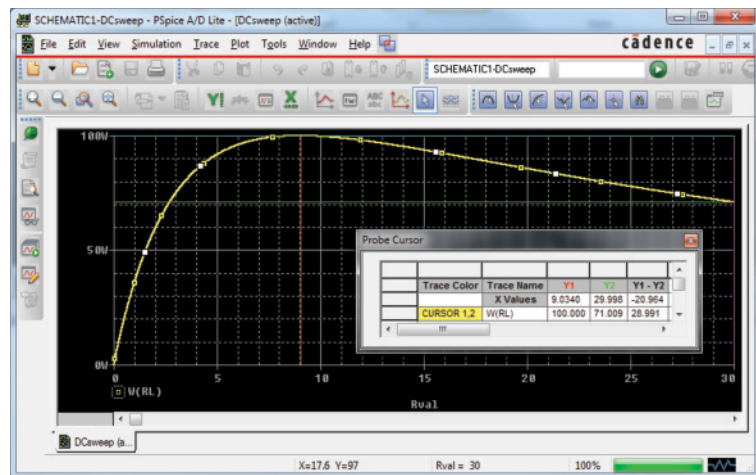 SCHEMATIC1-DCsweep - PSpice A/D Lite - [DCsweep (active)]
File Edit View Simulation Trace Plot Tools Window Help
cādence
SCHEMATIC1-DCsweep
ABC
abc
100W
50W
0W
0 5 10 15 20 25 30
W(RL)
Rval
Probe Cursor
Trace Color Trace Name Y1 Y2 Y1 - Y2
X Values 9.0340 29.998 -20.964
CURSOR 1,2 W(RL) 100.000 71.009 28.991
DCsweep (a...
X=17.6 Y=97 Rval = 30 100%